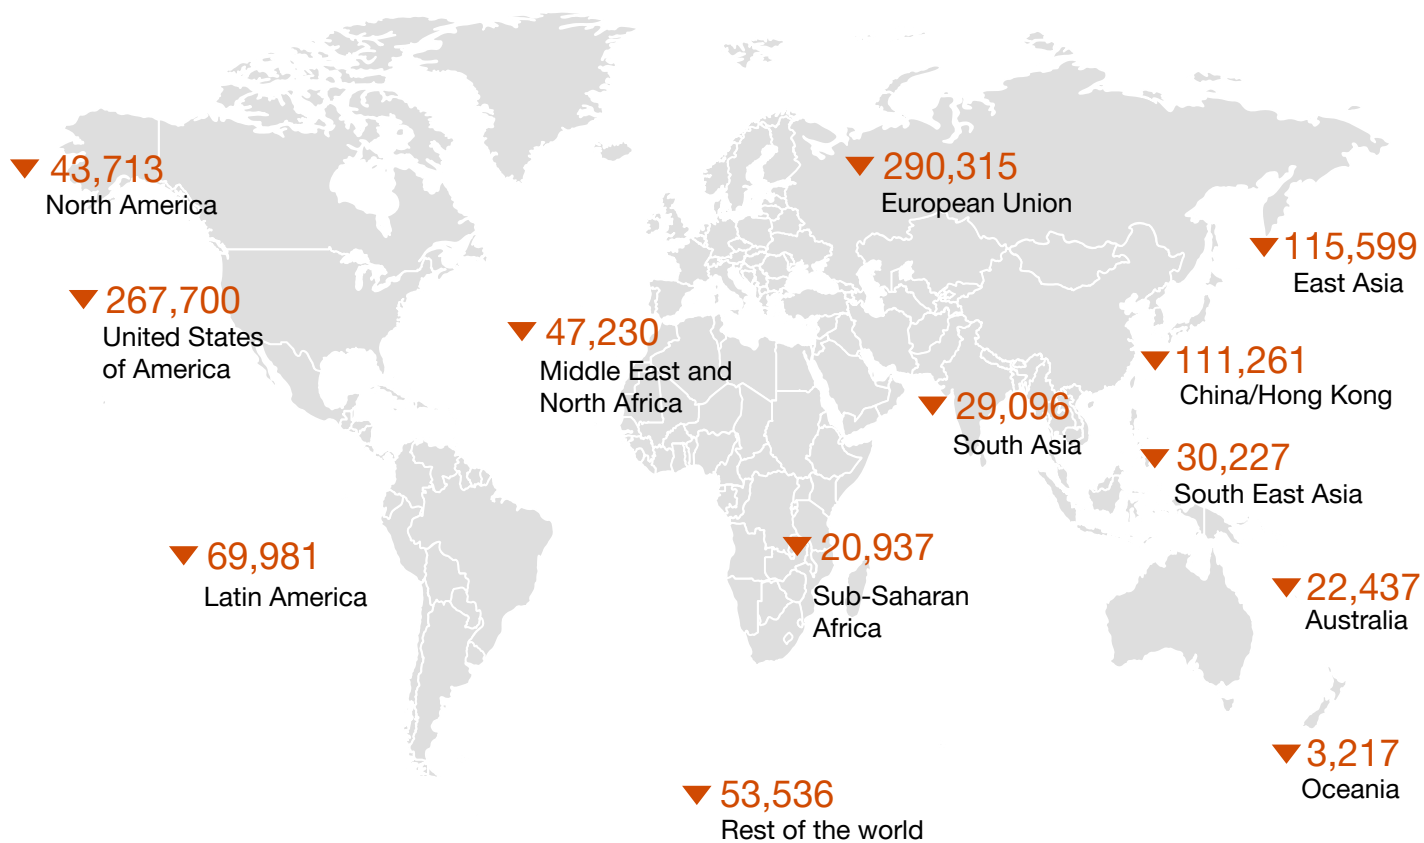 43,713
North America
290,315
European Union
115,599
East Asia
267,700
United States
of America
47,230
Middle East and
North Africa
111,261
China/Hong Kong
29,096
South Asia
30,227
South East Asia
69,981
Latin America
20,937
Sub-Saharan
Africa
22,437
Australia
3,217
Oceania
53,536
Rest of the world